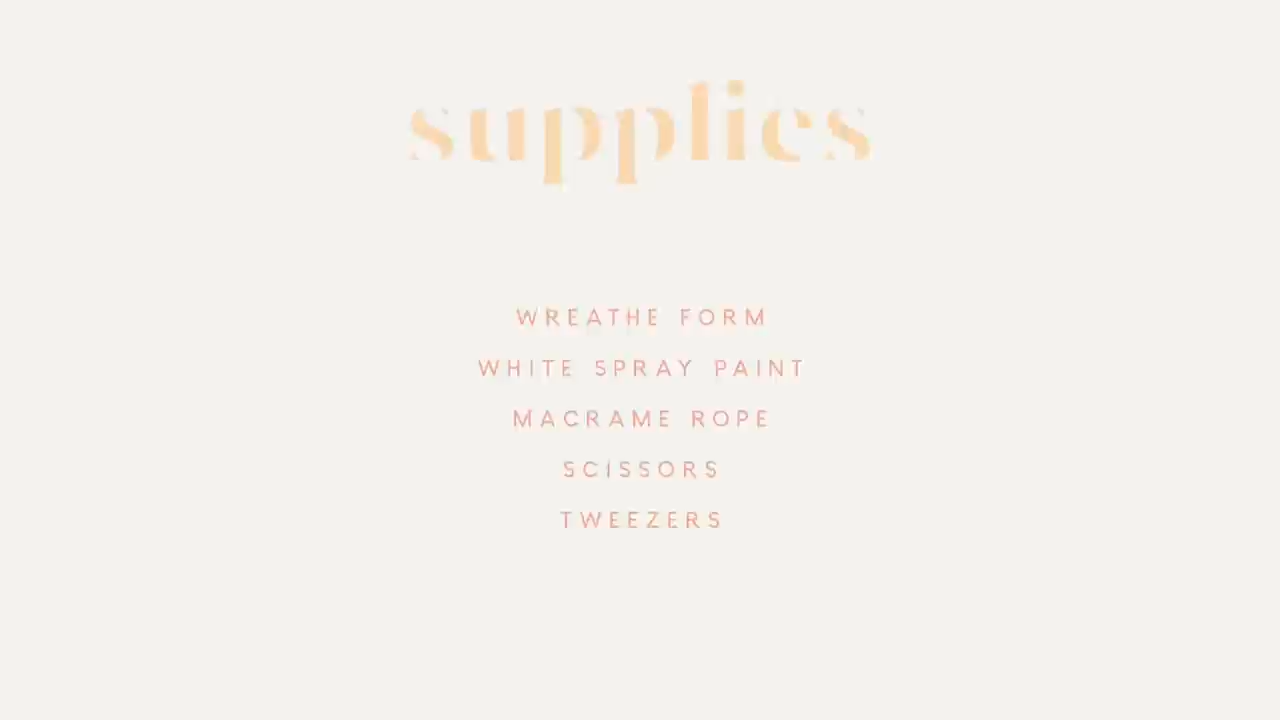 supplies
WREATHE FORM
WHITE SPRAY PAINT
MACRAME ROPE
SCISSORS
TWEEZERS